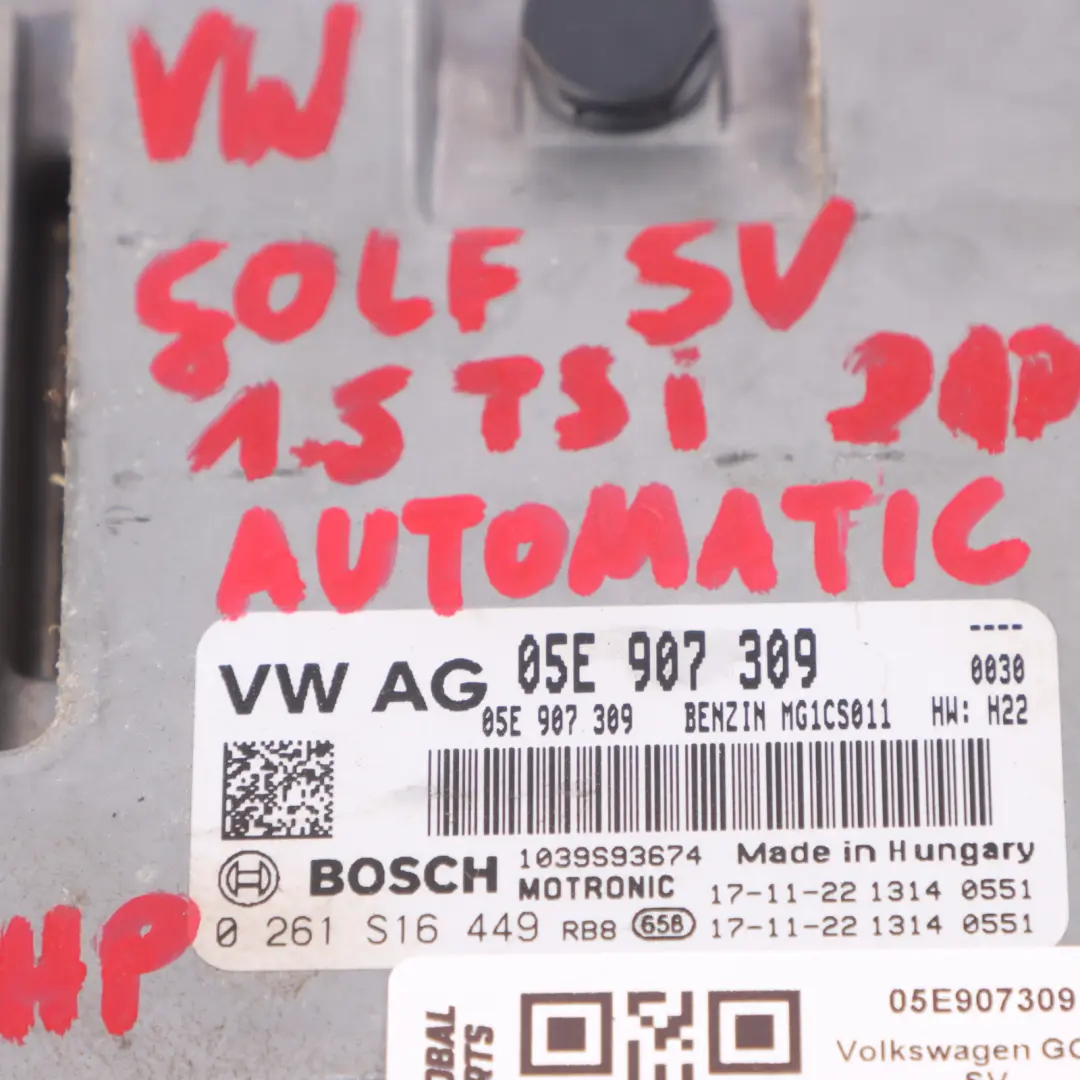 VW
GOLF SV
1.5 TSi
AUTOMATIC
VW AG 05E 907 309 ----
0030
05E 907 309 BENZIN MG1CS011 HW: H22
BOSCH 1039S93674 Made in Hungary
MOTRONIC 17-11-22 1314 0551
0 261 S16 449 RB8 658 17-11-22 1314 0551
HP
05E907309
Volkswagen GO
SV
OBAL
RTS